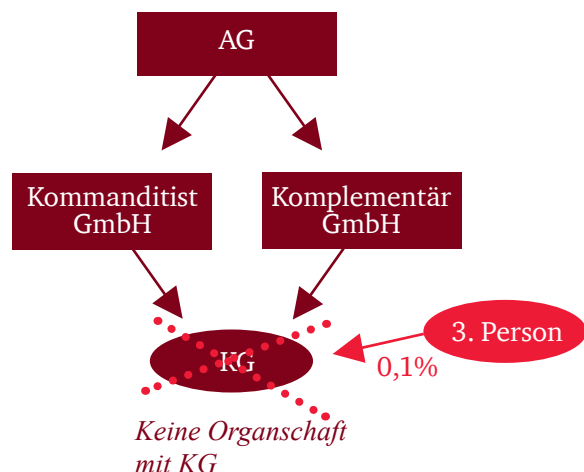 AG
Kommanditist
GmbH
Komplementär
GmbH
3. Person
KG
0,1%
Keine Organschaft
mit KG